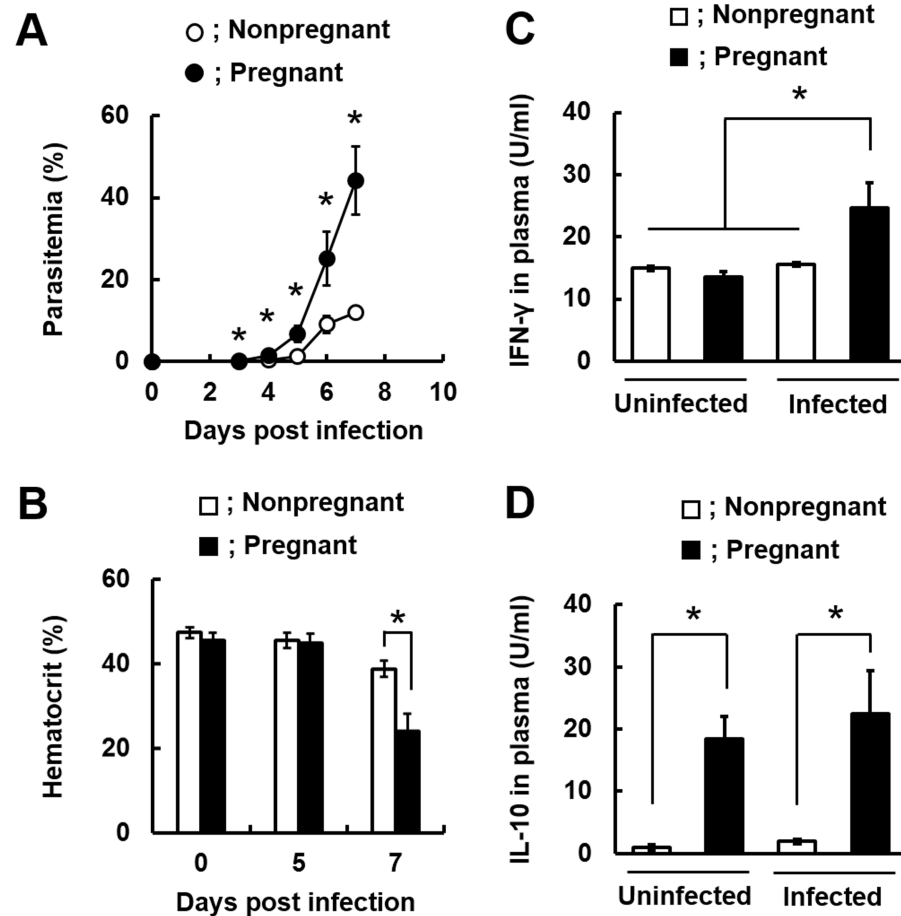 A
; Nonpregnant
; Pregnant
Parasitemia (%)
60
40
20
0
* * * * *
0 2 4 6 8 10
Days post infection
B
; Nonpregnant
; Pregnant
Hematocrit (%)
60
40
20
0
*
0 5 7
Days post infection
C
; Nonpregnant
; Pregnant
IFN-γ in plasma (U/ml)
40
30
20
10
0
*
Uninfected Infected
D
; Nonpregnant
; Pregnant
IL-10 in plasma (U/ml)
40
30
20
10
0
* *
Uninfected Infected